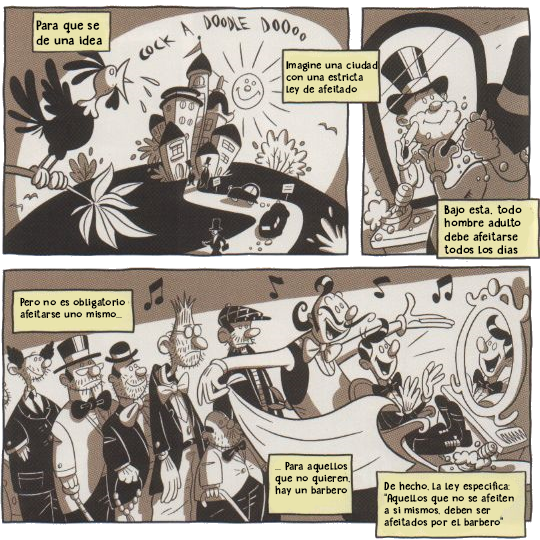 Para que se
de una idea
COCK A DOODLE DOOoo
Imagine una ciudad
con una estricta
ley de afeitado
Bajo esta, todo
hombre adulto
debe afeitarse
todos los dias
Pero no es obligatorio
afeitarse uno mismo...
... Para aquellos
que no quieren,
hay un barbero
De hecho, la ley especifica:
"Aquellos que no se afeiten
a si mismos, deben ser
afeitados por el barbero"